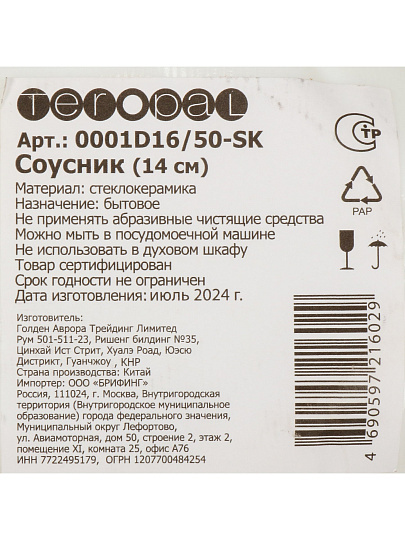 Teropal
Арт.: 0001D16/50-SK
Соусник (14 см)
Материал: стеклокерамика
Назначение: бытовое
Не применять абразивные чистящие средства
Можно мыть в посудомоечной машине
Не использовать в духовом шкафу
Товар сертифицирован
Срок годности не ограничен
Дата изготовления: июль 2024 г.
Изготовитель:
Голден Аврора Трейдинг Лимитед
Рум 501-511-23, Ришенг билдинг №35,
Цинхай Ист Стрит, Хуалэ Роад, Юэсю
Дистрикт, Гуанчжоу , КНР
Страна производства: Китай
Импортер: ООО «БРИФИНГ»
Россия, 111024, г. Москва, Внутригородская
территория (Внутригородское муниципальное
образование) города федерального значения,
Муниципальный округ Лефортово,
ул. Авиамоторная, дом 50, строение 2, этаж 2,
помещение XI, комната 25, офис А76
ИНН 7722495179, ОГРН 1207700484254
СТР
PAP
4 690597 216029